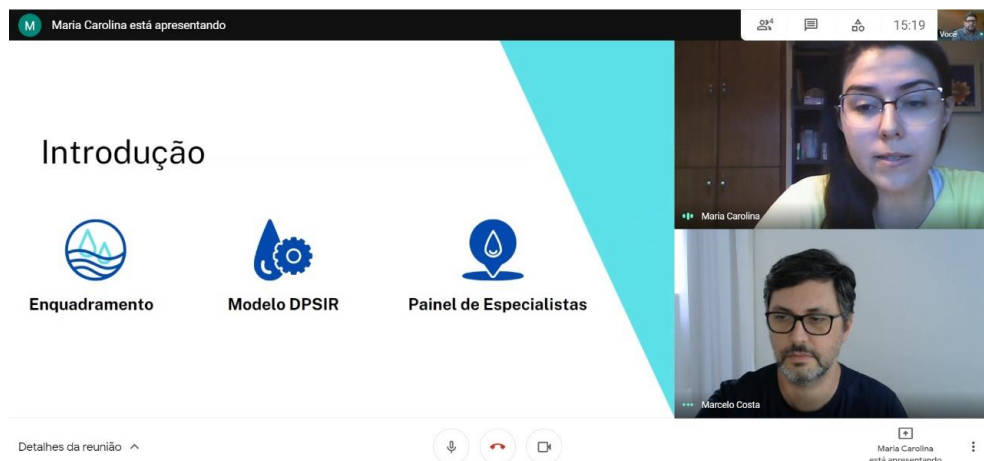 M
Maria Carolina está apresentando
4
15:19
Você
Introdução
Enquadramento
Modelo DPSIR
Painel de Especialistas
Maria Carolina
Marcelo Costa
Detalhes da reunião
Maria Carolina
está apresentando